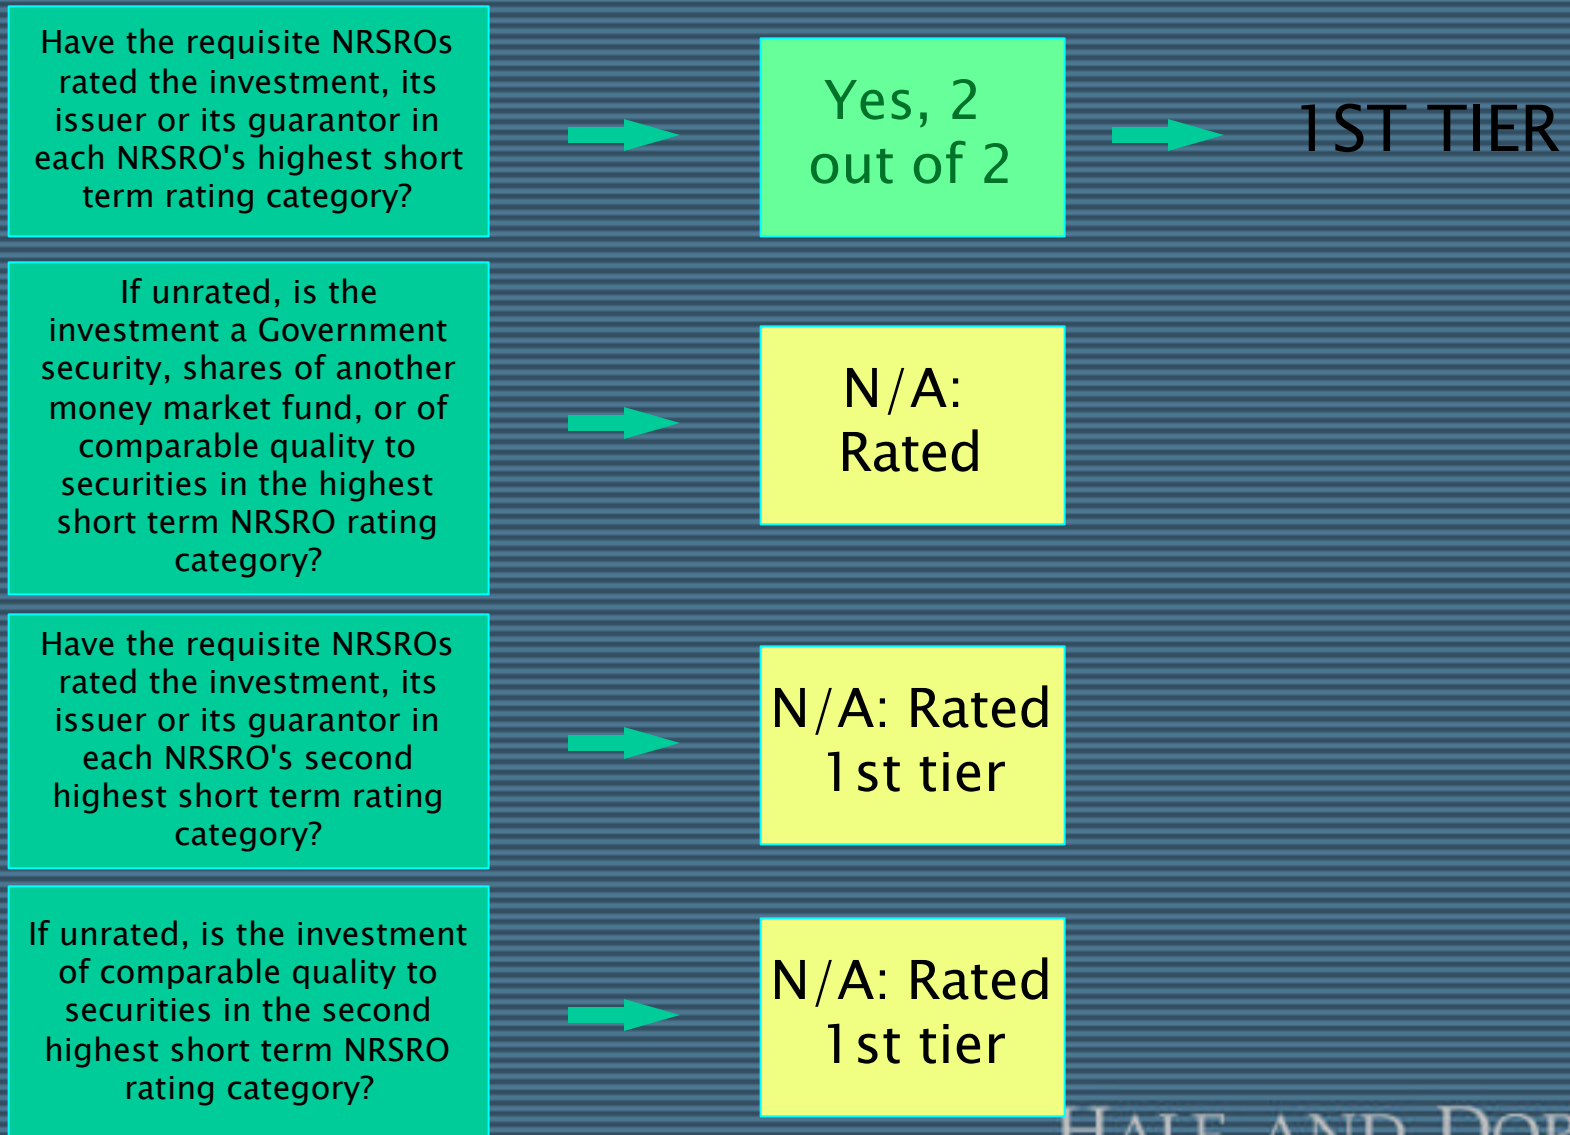 Have the requisite NRSROs
rated the investment, its
issuer or its guarantor in
each NRSRO's highest short
term rating category?
Yes, 2
out of 2
1ST TIER
If unrated, is the
investment a Government
security, shares of another
money market fund, or of
comparable quality to
securities in the highest
short term NRSRO rating
category?
N/A:
Rated
Have the requisite NRSROs
rated the investment, its
issuer or its guarantor in
each NRSRO's second
highest short term rating
category?
N/A: Rated
1st tier
If unrated, is the investment
of comparable quality to
securities in the second
highest short term NRSRO
rating category?
N/A: Rated
1st tier
HALE AND